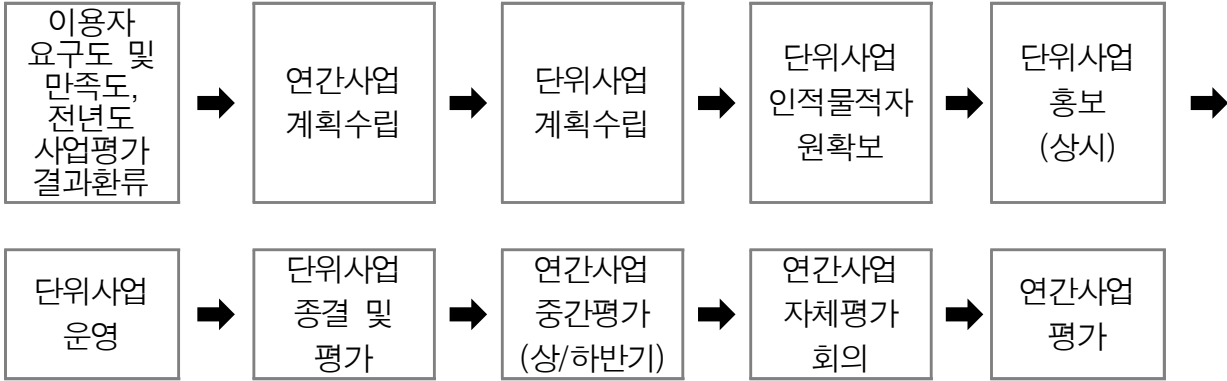 이용자
요구도 및
만족도,
전년도
사업평가
결과환류
연간사업
계획수립
단위사업
계획수립
단위사업
인적물적자
원확보
단위사업
홍보
(상시)
단위사업
운영
단위사업
종결 및
평가
연간사업
중간평가
(상/하반기)
연간사업
자체평가
회의
연간사업
평가